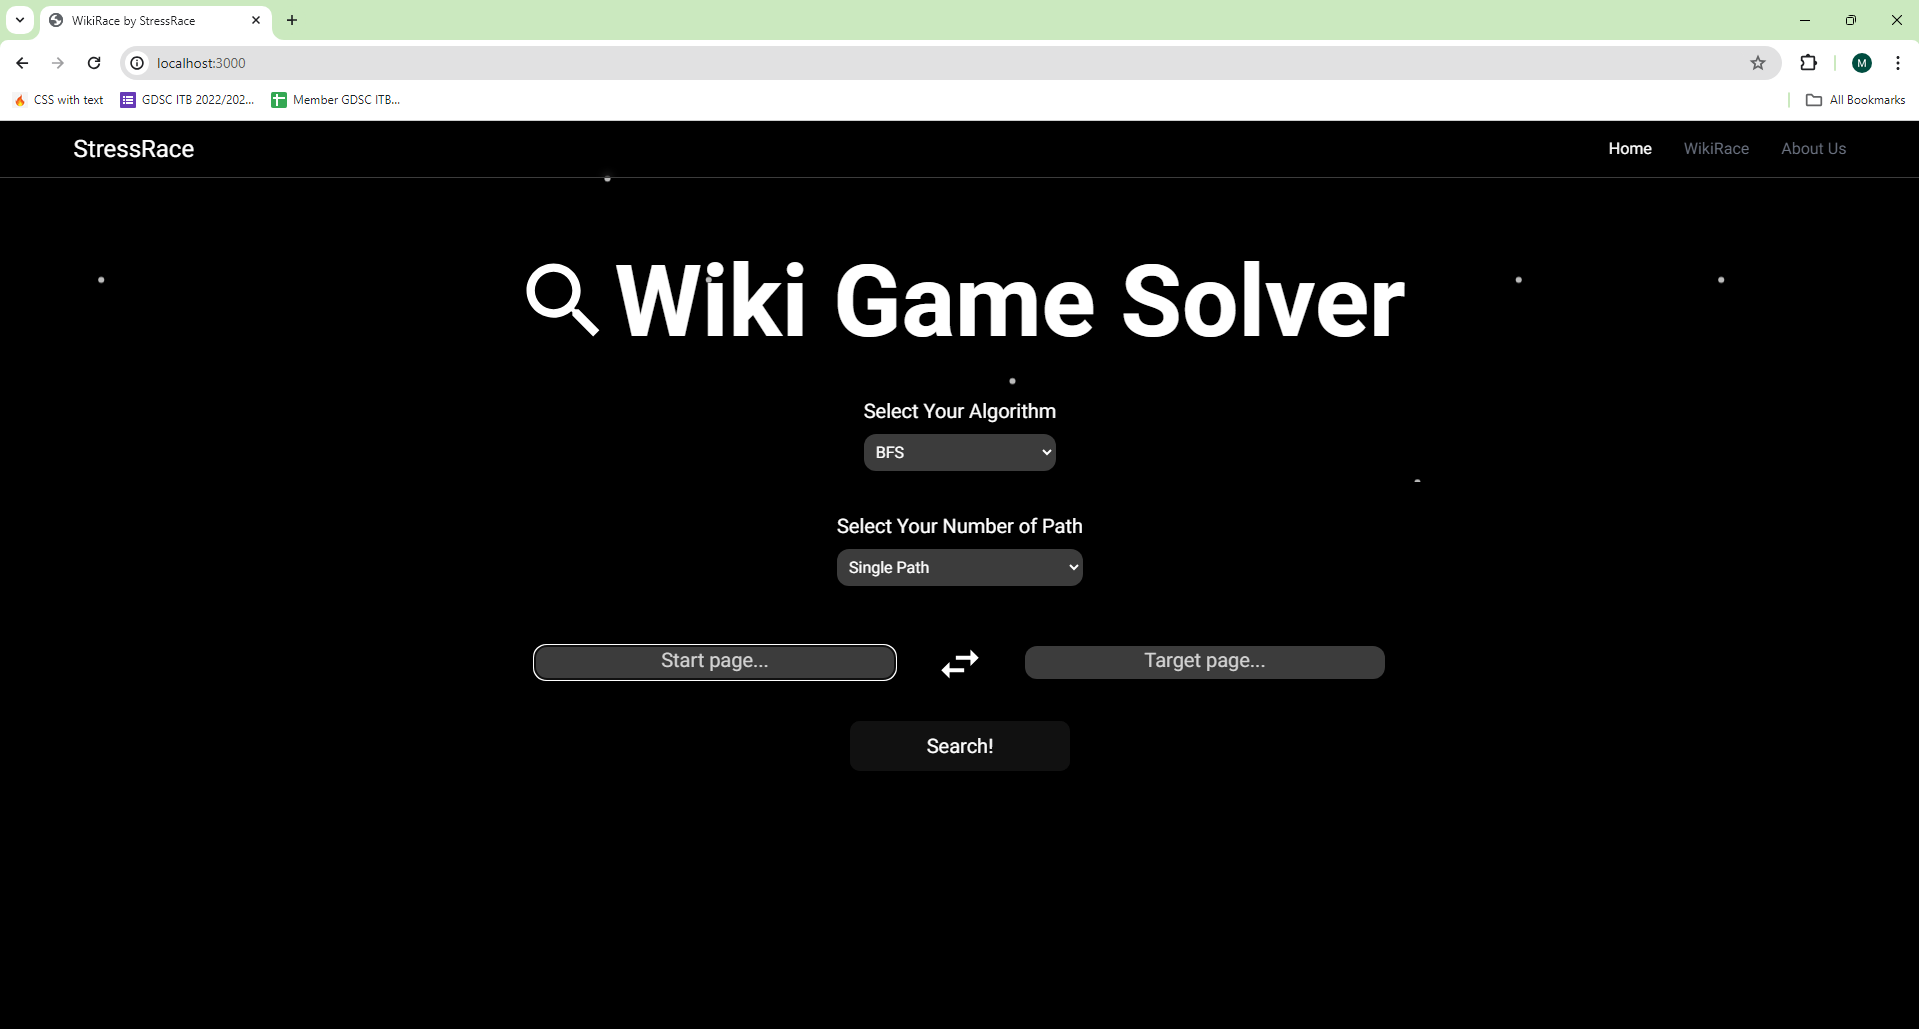 WikiRace by StressRace
localhost:3000
M
CSS with text
GDSC ITB 2022/202...
Member GDSC ITB...
All Bookmarks
StressRace
Home
WikiRace
About Us
Wiki Game Solver
Select Your Algorithm
BFS
Select Your Number of Path
Single Path
Start page...
Target page...
Search!